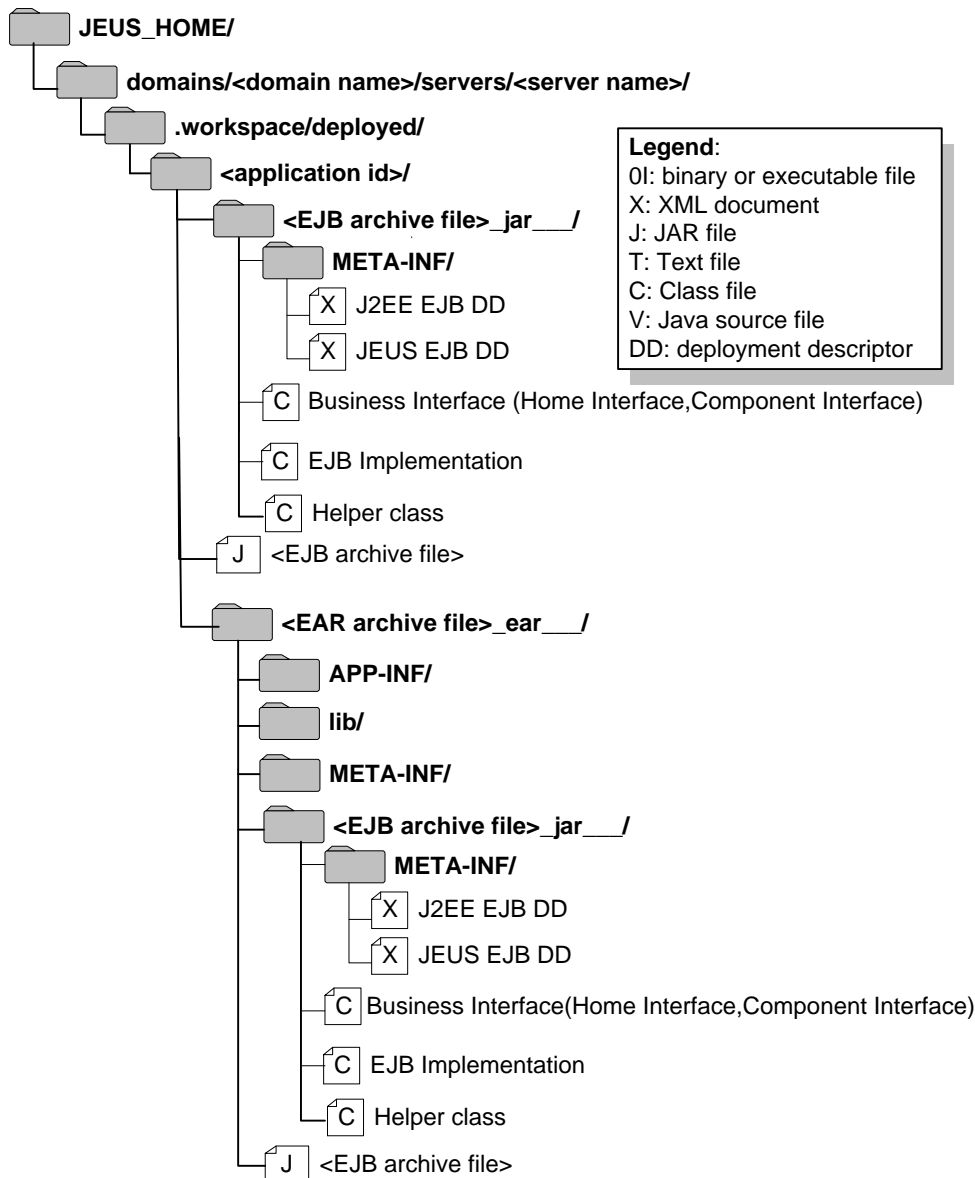 JEUS_HOME/
domains/<domain name>/servers/<server name>/
.workspace/deployed/
<application id>/
<EJB archive file>_jar___/
META-INF/
X J2EE EJB DD
X JEUS EJB DD
C Business Interface (Home Interface,Component Interface)
C EJB Implementation
C Helper class
J <EJB archive file>
<EAR archive file>_ear___/
APP-INF/
lib/
META-INF/
<EJB archive file>_jar___/
META-INF/
X J2EE EJB DD
X JEUS EJB DD
C Business Interface(Home Interface,Component Interface)
C EJB Implementation
C Helper class
J <EJB archive file>
Legend:
0I: binary or executable file
X: XML document
J: JAR file
T: Text file
C: Class file
V: Java source file
DD: deployment descriptor